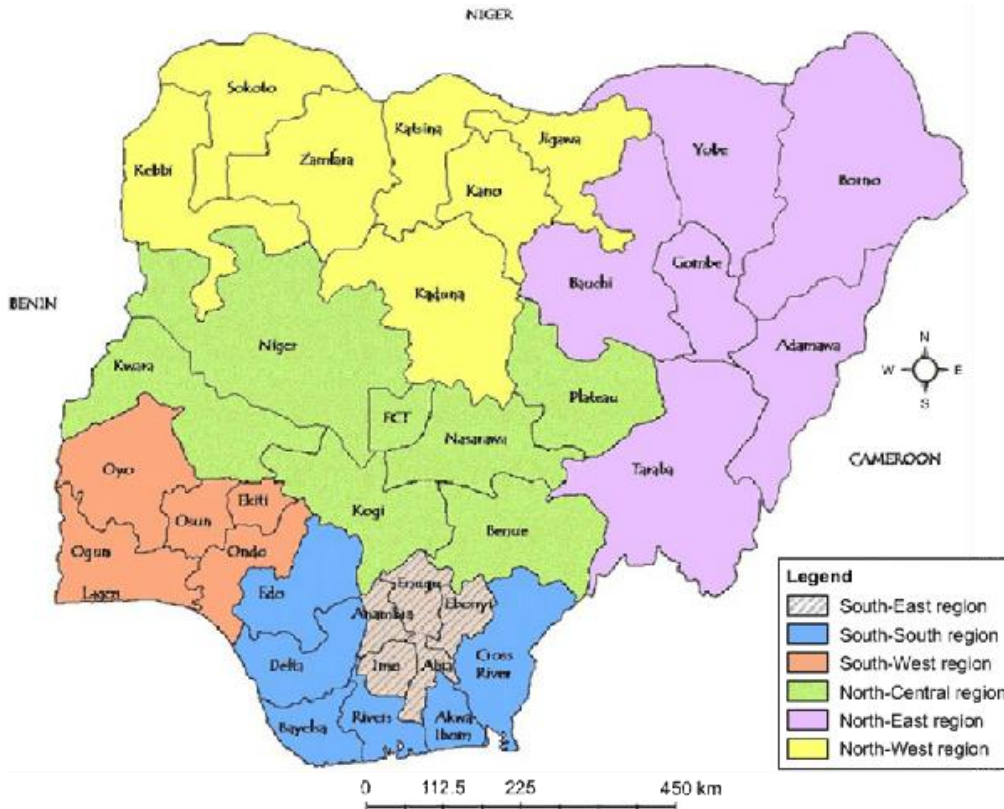 NIGER
Sokoto
Katsina
Jigawa
Yobe
Borno
Kebbi
Zamfara
Kano
Gombe
Bauchi
BENIN
Kaduna
Niger
Adamawa
N
W
E
S
Kwara
Plateau
FCT
Nasarawa
CAMEROON
Oyo
Taraba
Ekiti
Osun
Kogi
Benue
Ogun
Ondo
Lagos
Edo
Enugu
Anambra
Ebonyi
Delta
Imo
Abia
Cross
River
Bayelsa
Rivers
Akwa
Ibom
Legend
South-East region
South-South region
South-West region
North-Central region
North-East region
North-West region
0 112.5 225 450 km